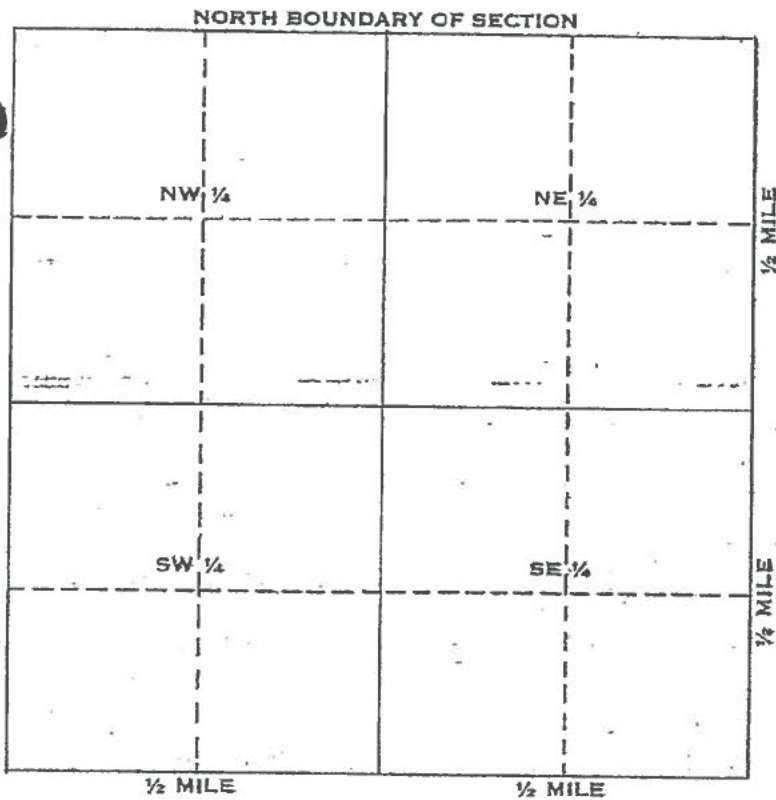 NORTH BOUNDARY OF SECTION
NW ¼
NE ¼
½ MILE
SW ¼
SE ¼
½ MILE
½ MILE
½ MILE